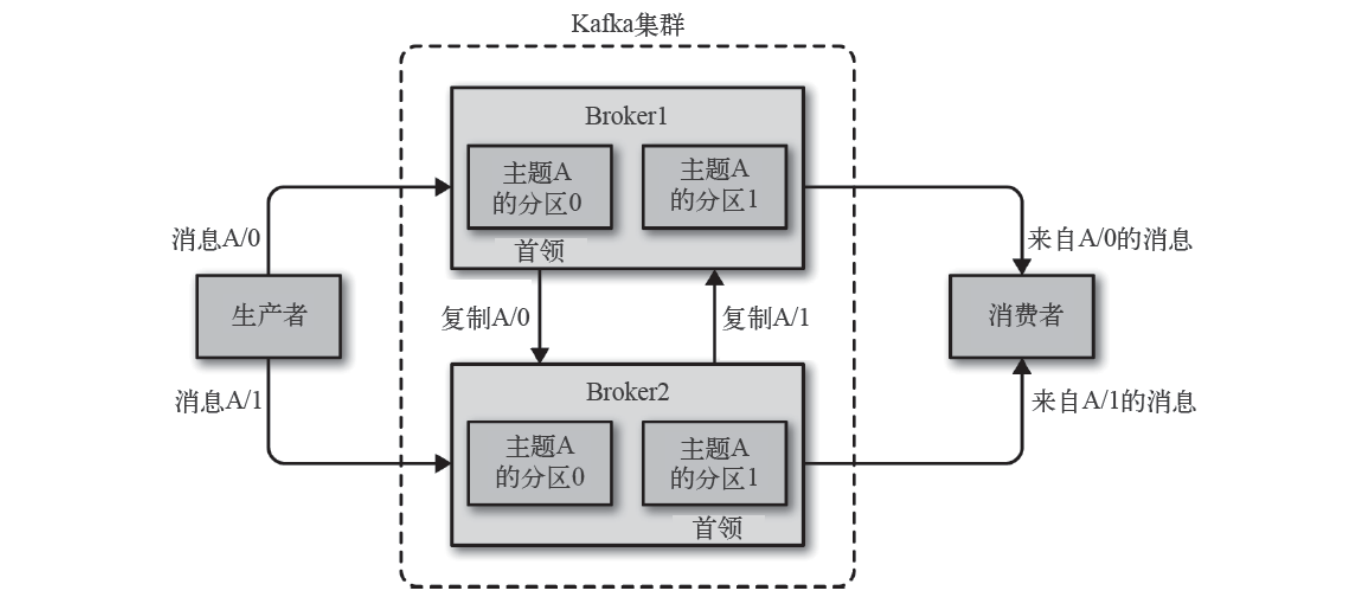 Kafka集群
Broker1
主题A
的分区0
主题A
的分区1
首领
消息A/0
来自A/0的消息
生产者
复制A/0
复制A/1
消费者
消息A/1
来自A/1的消息
Broker2
主题A
的分区0
主题A
的分区1
首领